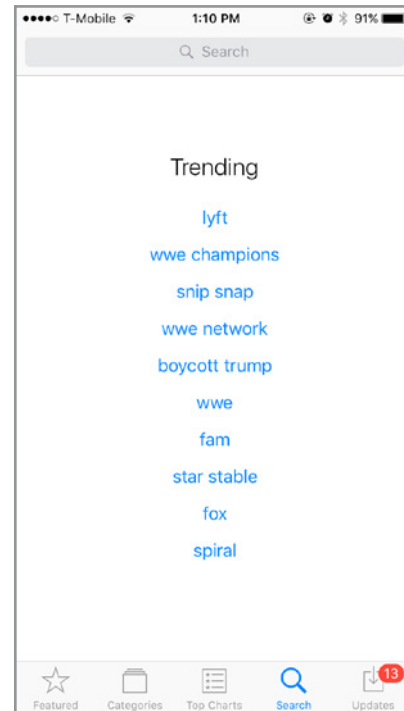 T-Mobile 1:10 PM 91%
Search
Trending
lyft
wwe champions
snip snap
wwe network
boycott trump
wwe
fam
star stable
fox
spiral
13
Featured Categories Top Charts Search Updates